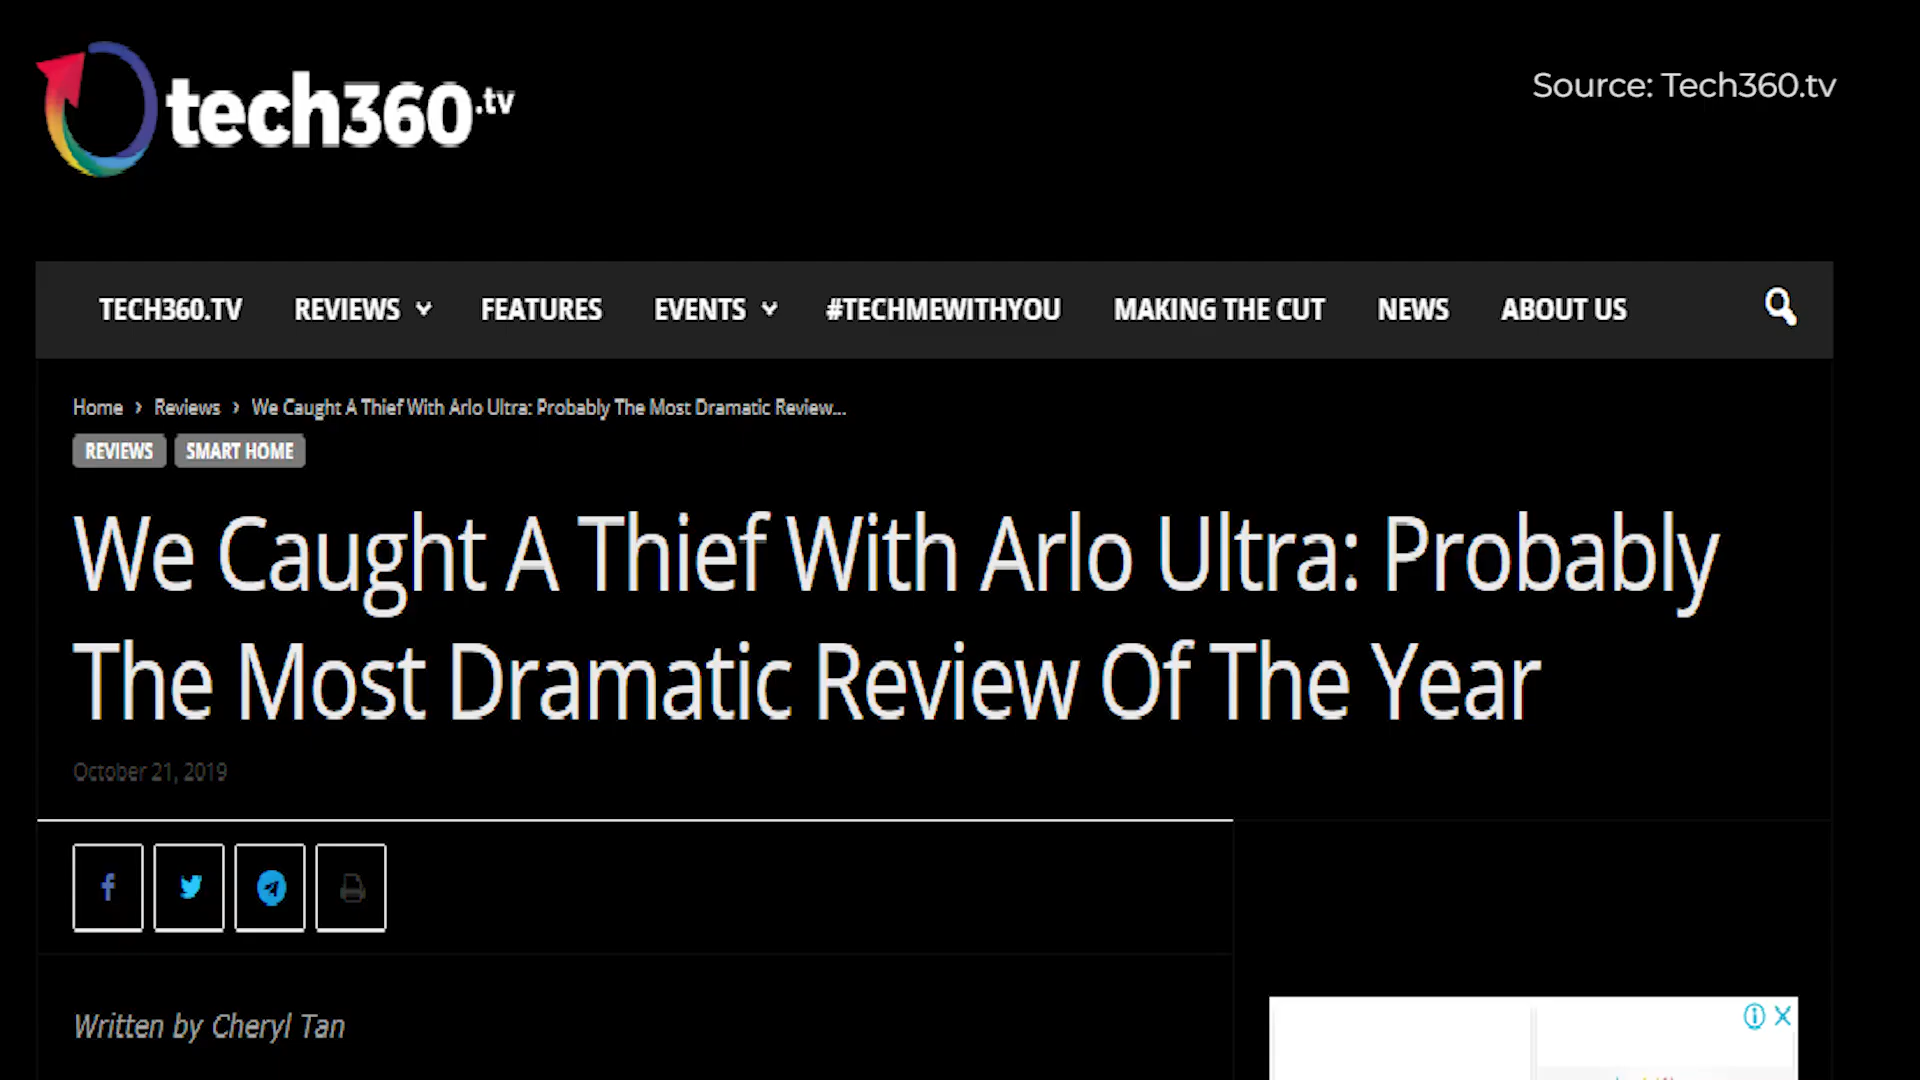 tech360.tv
Source: Tech360.tv
TECH360.TV REVIEWS FEATURES EVENTS #TECHMEWITHYOU MAKING THE CUT NEWS ABOUT US
Home › Reviews › We Caught A Thief With Arlo Ultra: Probably The Most Dramatic Review...
REVIEWS SMART HOME
We Caught A Thief With Arlo Ultra: Probably
The Most Dramatic Review Of The Year
October 21, 2019
Written by Cheryl Tan